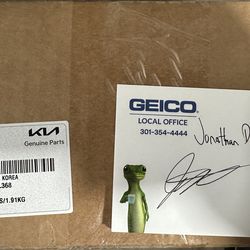 KIA
Genuine Parts
KOREA
L368
S/1.91KG
GEICO
LOCAL OFFICE
301-354-4444
Jonathan D